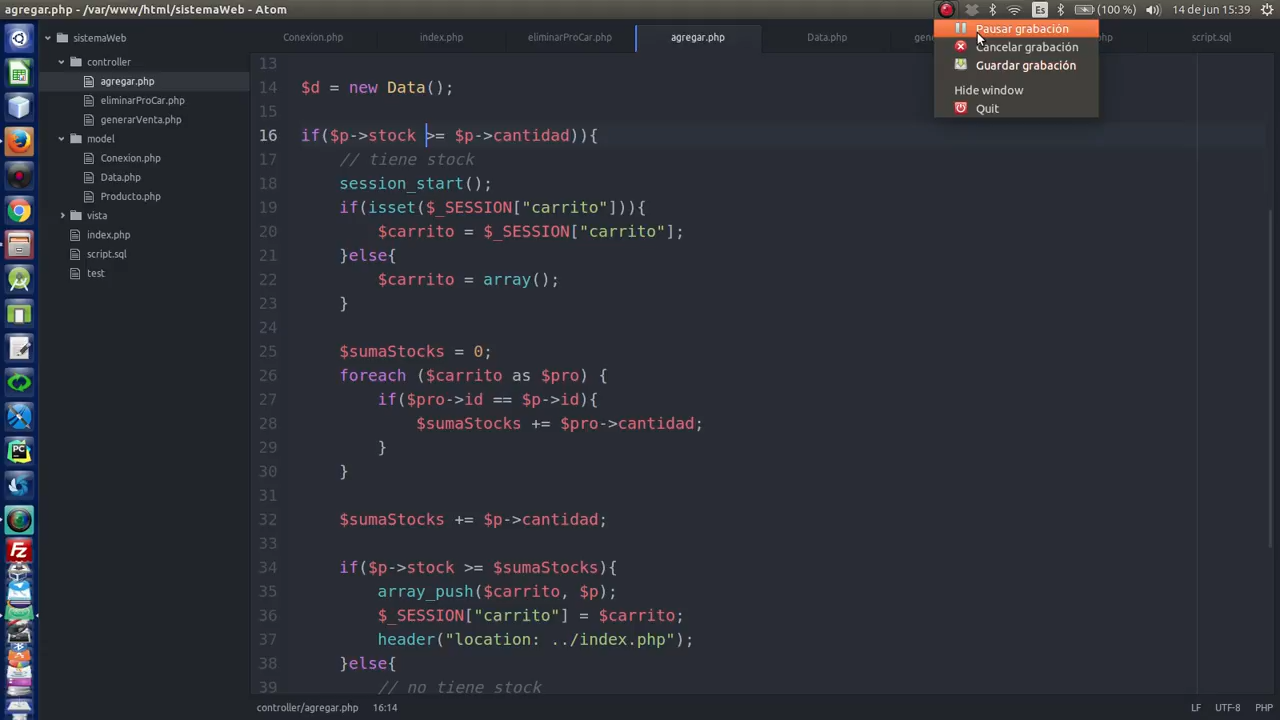 agregar.php - /var/www/html/sistemaWeb - Atom
Es
(100 %)
14 de jun 15:39
Pausar grabación
Cancelar grabación
Guardar grabación
Hide window
Quit
sistemaWeb
controller
agregar.php
eliminarProCar.php
generarVenta.php
model
Conexion.php
Data.php
Producto.php
vista
index.php
script.sql
test
Conexion.php
index.php
eliminarProCar.php
agregar.php
Data.php
script.sql
13
14 $d = new Data();
15
16 if($p->stock >= $p->cantidad)){
17 // tiene stock
18 session_start();
19 if(isset($_SESSION["carrito"])){
20 $carrito = $_SESSION["carrito"];
21 }else{
22 $carrito = array();
23 }
24
25 $sumaStocks = 0;
26 foreach ($carrito as $pro) {
27 if($pro->id == $p->id){
28 $sumaStocks += $pro->cantidad;
29 }
30 }
31
32 $sumaStocks += $p->cantidad;
33
34 if($p->stock >= $sumaStocks){
35 array_push($carrito, $p);
36 $_SESSION["carrito"] = $carrito;
37 header("location: ../index.php");
38 }else{
39 // no tiene stock
controller/agregar.php 16:14
LF UTF-8 PHP
PC
FZ